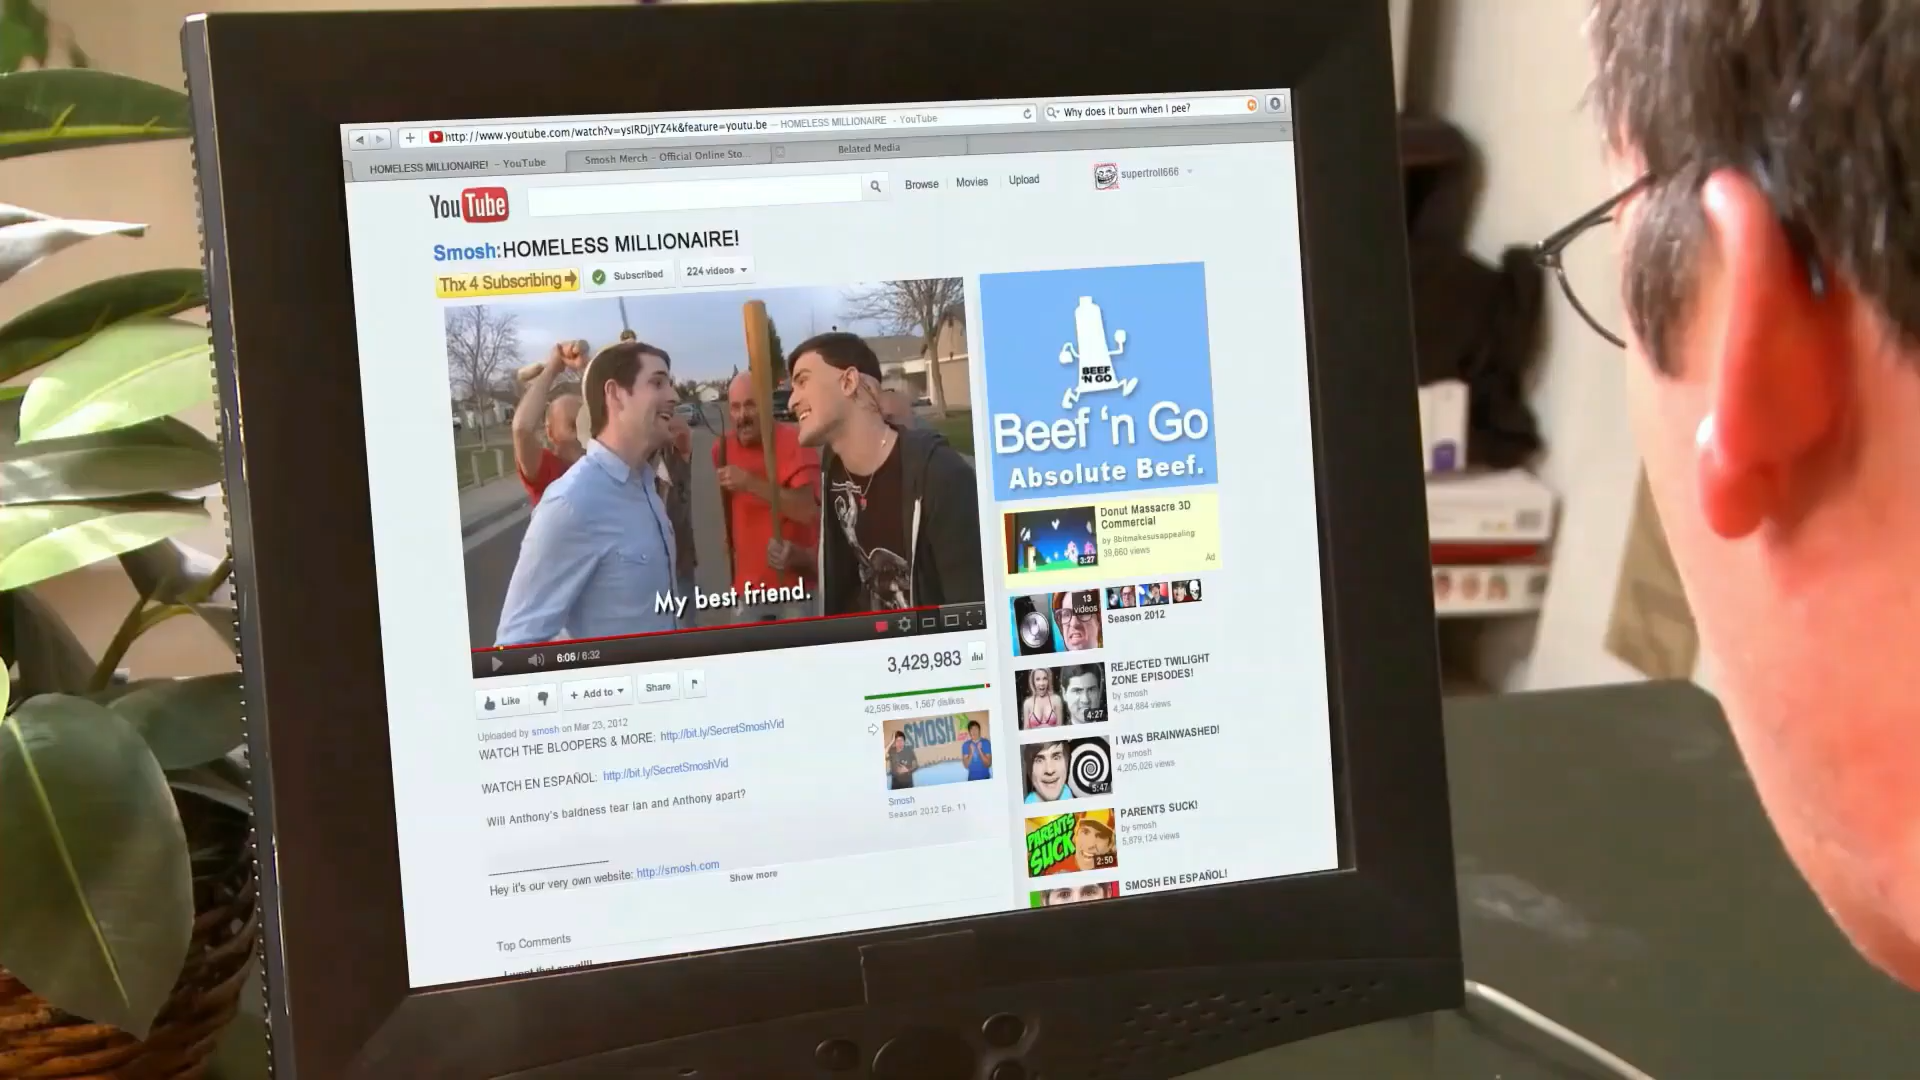 http://www.youtube.com/watch?v=ysIRDjJYZ4k&feature=youtu.be — HOMELESS MILLIONAIRE - YouTube
Why does it burn when I pee?
HOMELESS MILLIONAIRE! - YouTube
Smosh Merch - Official Online Sto...
Belated Media
YouTube
Browse
Movies
Upload
supertroll666
Smosh:HOMELESS MILLIONAIRE!
Thx 4 Subscribing
Subscribed
224 videos
My best friend.
6:06 / 6:32
3,429,983
Like
+ Add to
Share
42,595 likes, 1,567 dislikes
Uploaded by smosh on Mar 23, 2012
WATCH THE BLOOPERS & MORE: http://bit.ly/SecretSmoshVid
WATCH EN ESPAÑOL: http://bit.ly/SecretSmoshVid
Will Anthony's baldness tear Ian and Anthony apart?
Hey it's our very own website: http://smosh.com
Show more
SMOSH
Smosh
Season 2012 Ep. 11
Top Comments
BEEF
'N GO
Beef 'n Go
Absolute Beef.
Donut Massacre 3D
Commercial
by 8bitmakesusappealing
39,660 views
Ad
3:27
13
videos
Season 2012
REJECTED TWILIGHT
ZONE EPISODES!
by smosh
4,344,884 views
4:27
I WAS BRAINWASHED!
by smosh
4,205,026 views
5:47
PARENTS SUCK!
by smosh
5,879,124 views
PARENTS
SUCK
2:50
SMOSH EN ESPAÑOL!